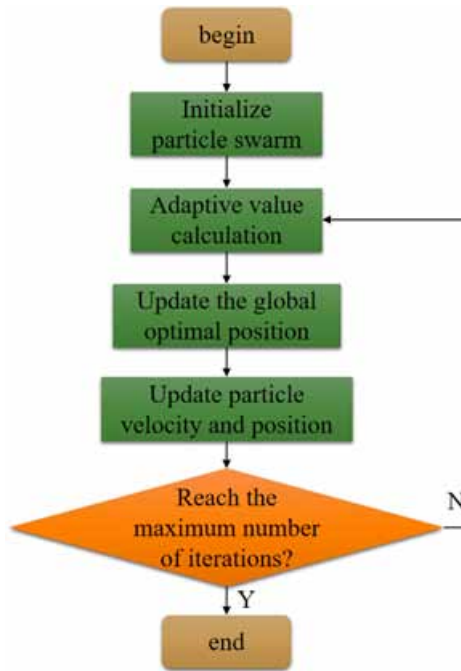 begin
Initialize
particle swarm
Adaptive value
calculation
Update the global
optimal position
Update particle
velocity and position
Reach the
maximum number
of iterations?
N
Y
end